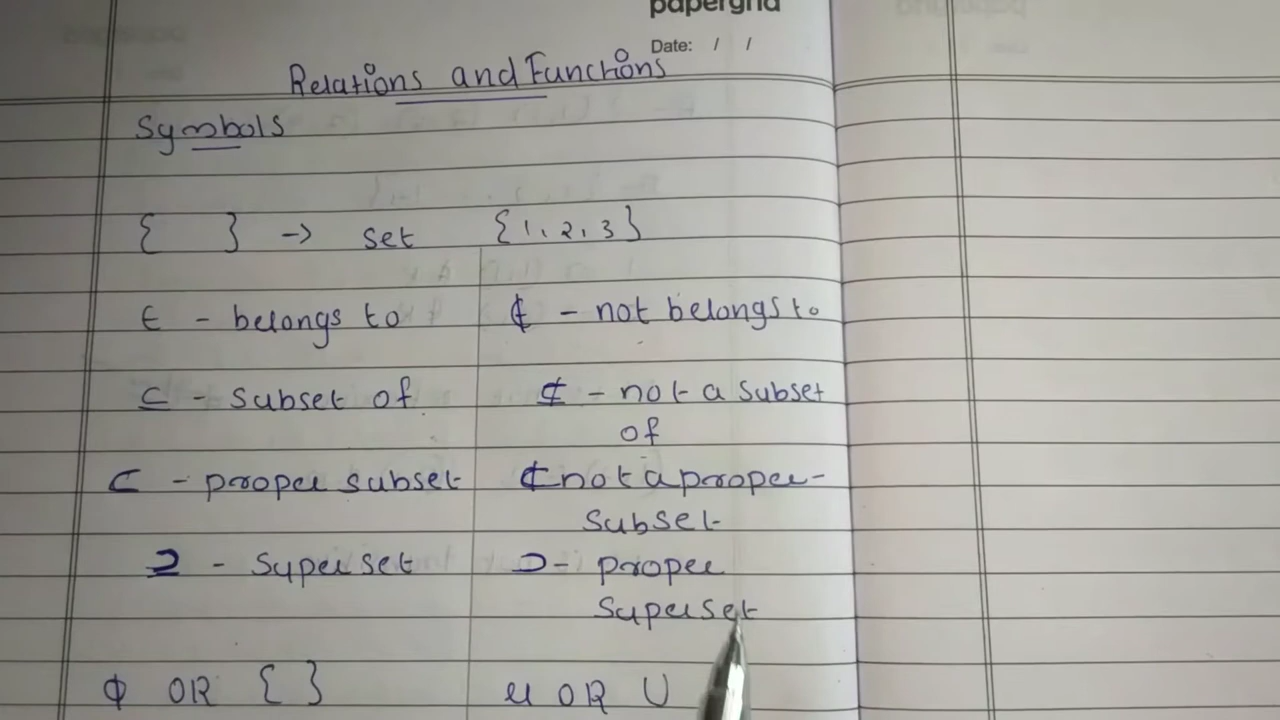 papergrid
Date: / /
Relations and Functions
Symbols
{ } → set {1, 2, 3}
∈ - belongs to ∉ - not belongs to
⊆ - subset of ⊈ - not a subset
of
⊂ - proper subset ⊄ not a proper-
subset
⊇ - Superset ⊃ - proper
Superset
φ OR { } μ OR U